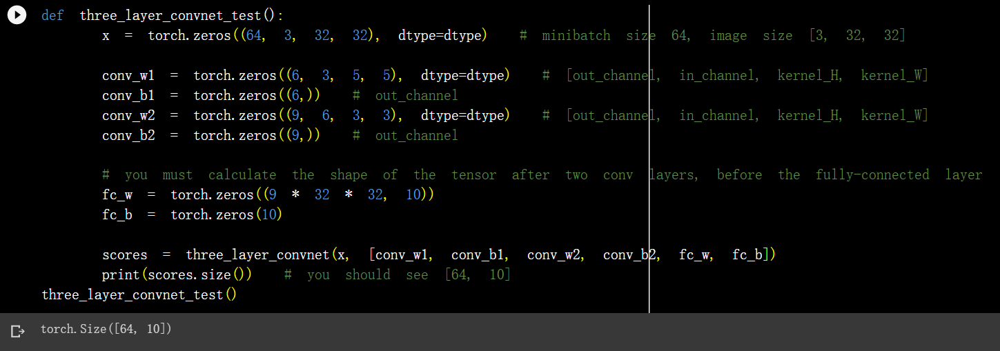 def three_layer_convnet_test():
x = torch.zeros((64, 3, 32, 32), dtype=dtype) # minibatch size 64, image size [3, 32, 32]
conv_w1 = torch.zeros((6, 3, 5, 5), dtype=dtype) # [out_channel, in_channel, kernel_H, kernel_W]
conv_b1 = torch.zeros((6,)) # out_channel
conv_w2 = torch.zeros((9, 6, 3, 3), dtype=dtype) # [out_channel, in_channel, kernel_H, kernel_W]
conv_b2 = torch.zeros((9,)) # out_channel
# you must calculate the shape of the tensor after two conv layers, before the fully-connected layer
fc_w = torch.zeros((9 * 32 * 32, 10))
fc_b = torch.zeros(10)
scores = three_layer_convnet(x, [conv_w1, conv_b1, conv_w2, conv_b2, fc_w, fc_b])
print(scores.size()) # you should see [64, 10]
three_layer_convnet_test()
torch.Size([64, 10])